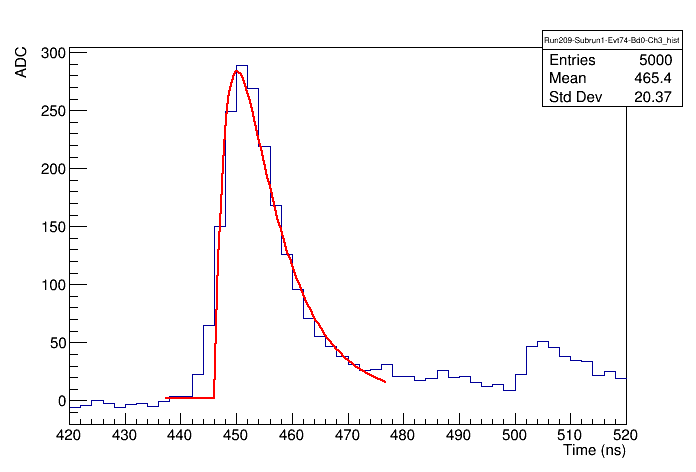 Run209-Subrun1-Evt74-Bd0-Ch3_hist
Entries 5000
Mean 465.4
Std Dev 20.37
ADC
300
250
200
150
100
50
0
420 430 440 450 460 470 480 490 500 510 520
Time (ns)